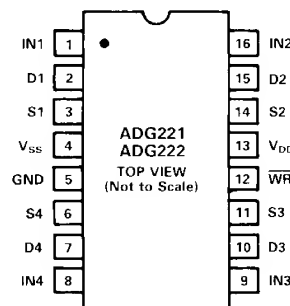 IN1 1 16 IN2
D1 2 15 D2
S1 3 14 S2
VSS 4 13 VDD
GND 5 12 WR
S4 6 11 S3
D4 7 10 D3
IN4 8 9 IN3
ADG221
ADG222
TOP VIEW
(Not to Scale)